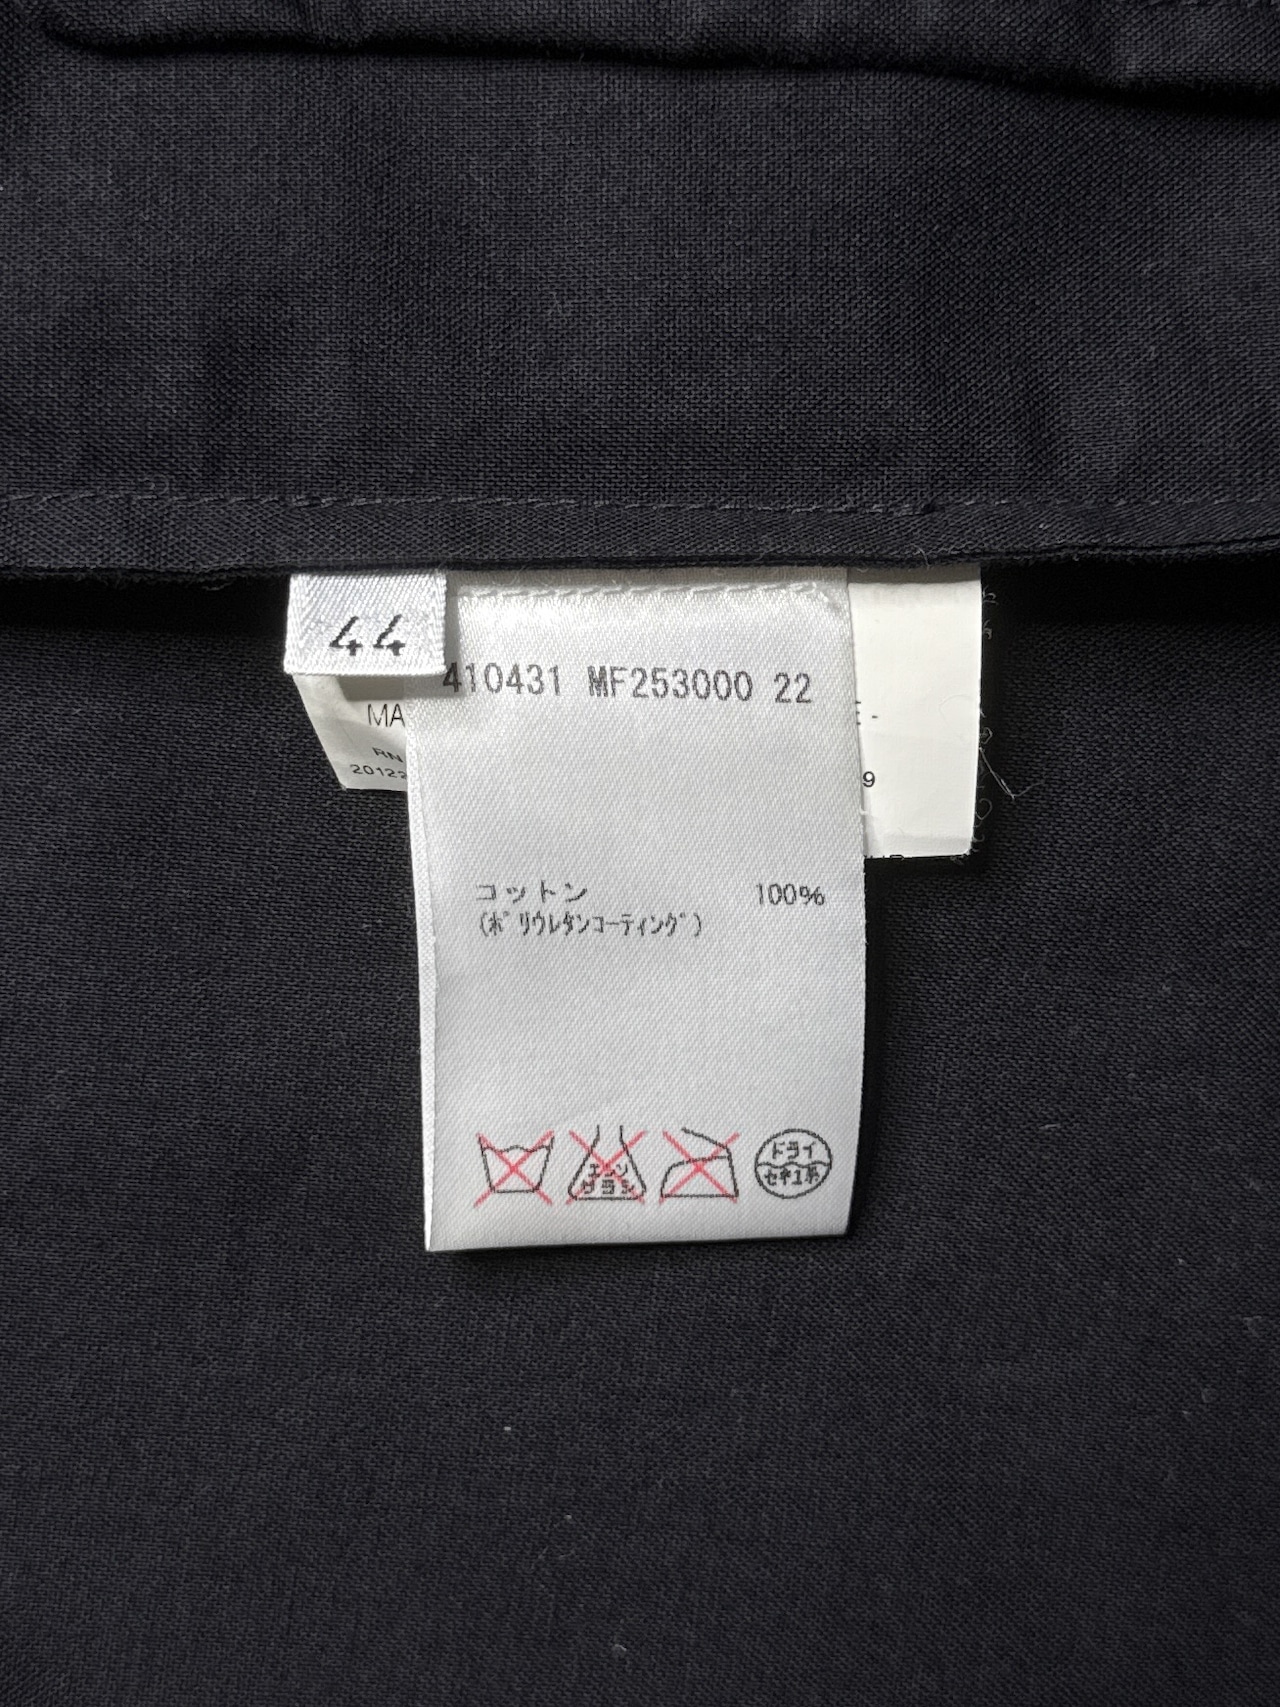 44
410431 MF253000 22
MA
RN
20122
E-
9
コットン 100%
(ﾎﾟﾘｳﾚﾀﾝｺｰﾃｨﾝｸﾞ)
エンソ
サラシ
ドライ
セキユ系